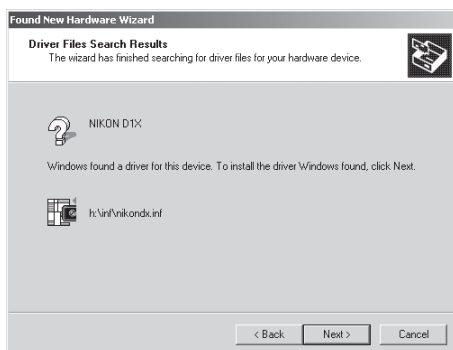 Found New Hardware Wizard
Driver Files Search Results
The wizard has finished searching for driver files for your hardware device.
NIKON D1X
Windows found a driver for this device. To install the driver Windows found, click Next.
h:\inf\nikondx.inf
< Back Next > Cancel